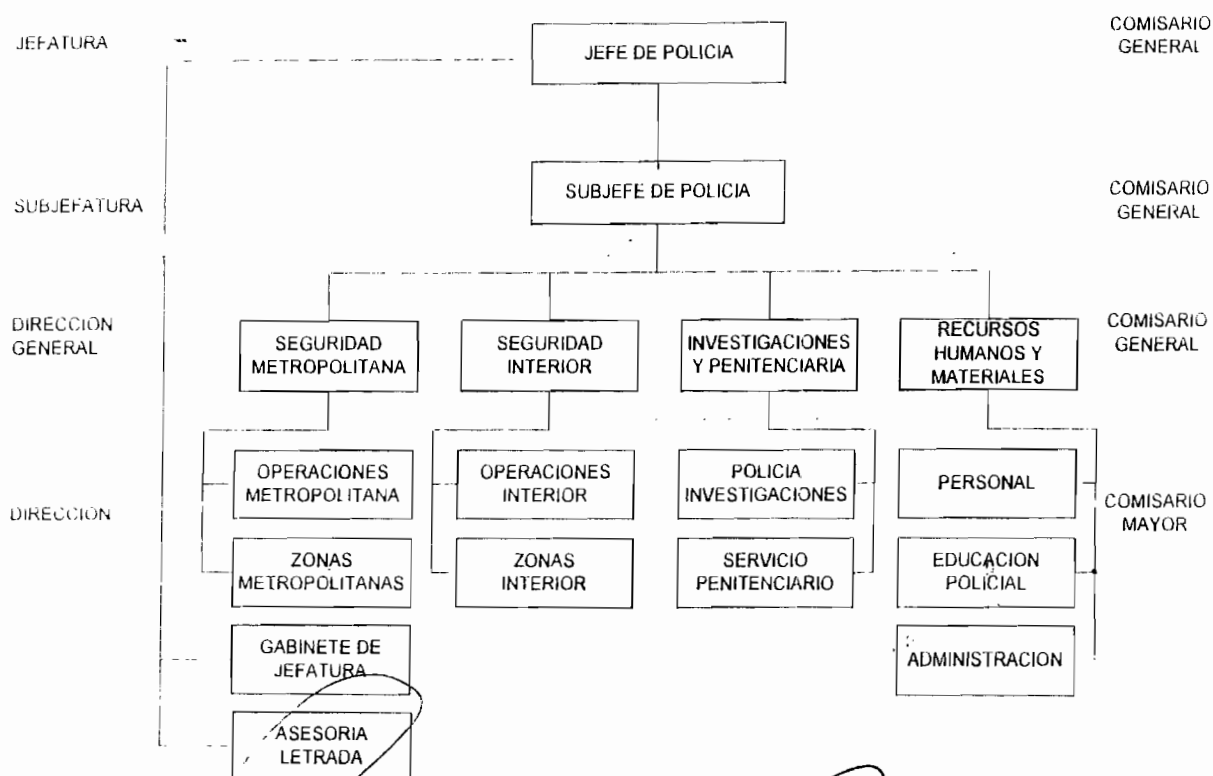 JEFATURA
JEFE DE POLICIA
COMISARIO
GENERAL
SUBJEFATURA
SUBJEFE DE POLICIA
COMISARIO
GENERAL
DIRECCION
GENERAL
SEGURIDAD
METROPOLITANA
SEGURIDAD
INTERIOR
INVESTIGACIONES
Y PENITENCIARIA
RECURSOS
HUMANOS Y
MATERIALES
COMISARIO
GENERAL
DIRECCION
OPERACIONES
METROPOLITANA
OPERACIONES
INTERIOR
POLICIA
INVESTIGACIONES
PERSONAL
COMISARIO
MAYOR
ZONAS
METROPOLITANAS
ZONAS
INTERIOR
SERVICIO
PENITENCIARIO
EDUCACION
POLICIAL
GABINETE DE
JEFATURA
ADMINISTRACION
ASESORIA
LETRADA